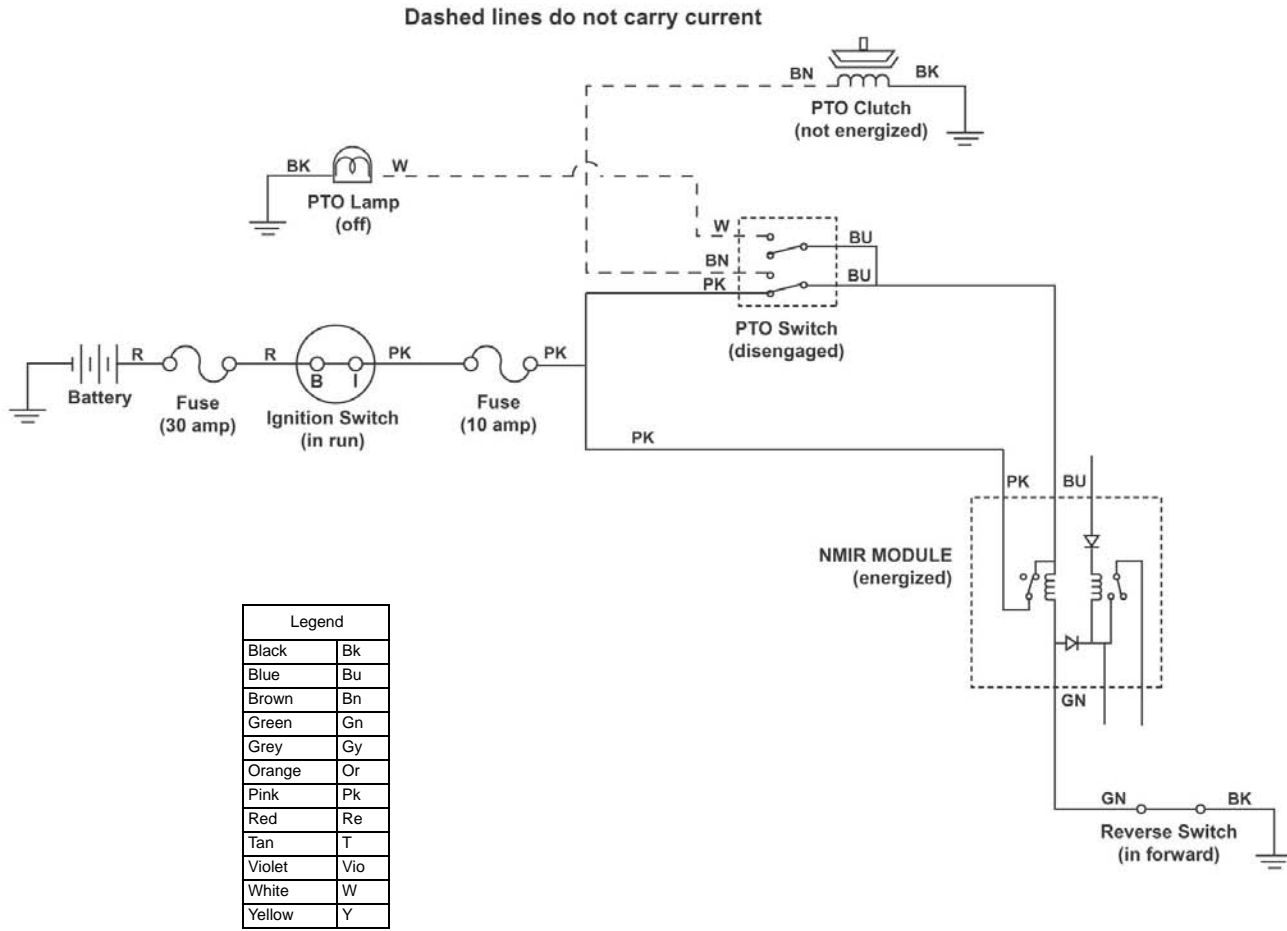 Dashed lines do not carry current
BN
BK
PTO Clutch
(not energized)
BK
W
PTO Lamp
(off)
W
BU
BN
BU
PK
PTO Switch
(disengaged)
R
R
B
I
PK
PK
Battery
Fuse
(30 amp)
Ignition Switch
(in run)
Fuse
(10 amp)
PK
PK
BU
NMIR MODULE
(energized)
GN
GN
BK
Reverse Switch
(in forward)
Legend
Black Bk
Blue Bu
Brown Bn
Green Gn
Grey Gy
Orange Or
Pink Pk
Red Re
Tan T
Violet Vio
White W
Yellow Y